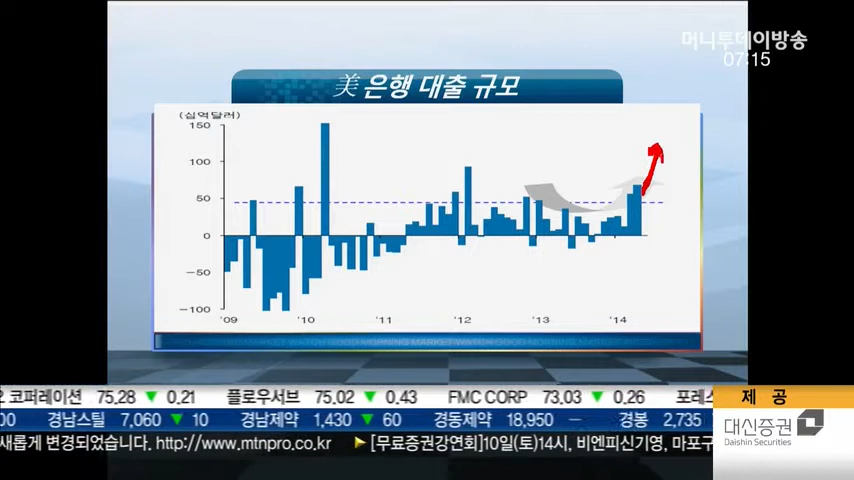 머니투데이방송
07:15
美 은행 대출 규모
(십억달러)
150
100
50
0
-50
-100
'09 '10 '11 '12 '13 '14
코퍼레이션 75.28 ▼ 0.21 플로우서브 75.02 ▼ 0.43 FMC CORP 73.03 ▼ 0.26 포레스
제 공
00 경남스틸 7,060 ▼ 10 경남제약 1,430 ▼ 60 경동제약 18,950 － 경봉 2,735
대신증권
Daishin Securities
새롭게 변경되었습니다. http://www.mtnpro.co.kr ▶[무료증권강연회]10일(토)14시, 비엔피신기영, 마포구